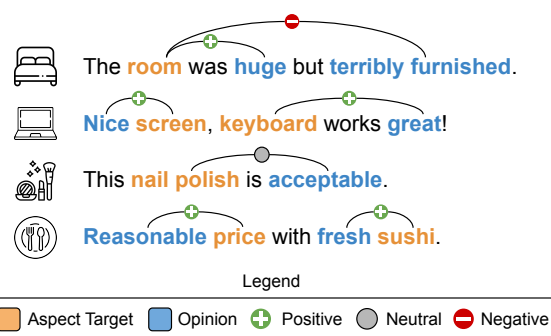 The room was huge but terribly furnished.
Nice screen, keyboard works great!
This nail polish is acceptable.
Reasonable price with fresh sushi.
Legend
Aspect Target Opinion Positive Neutral Negative